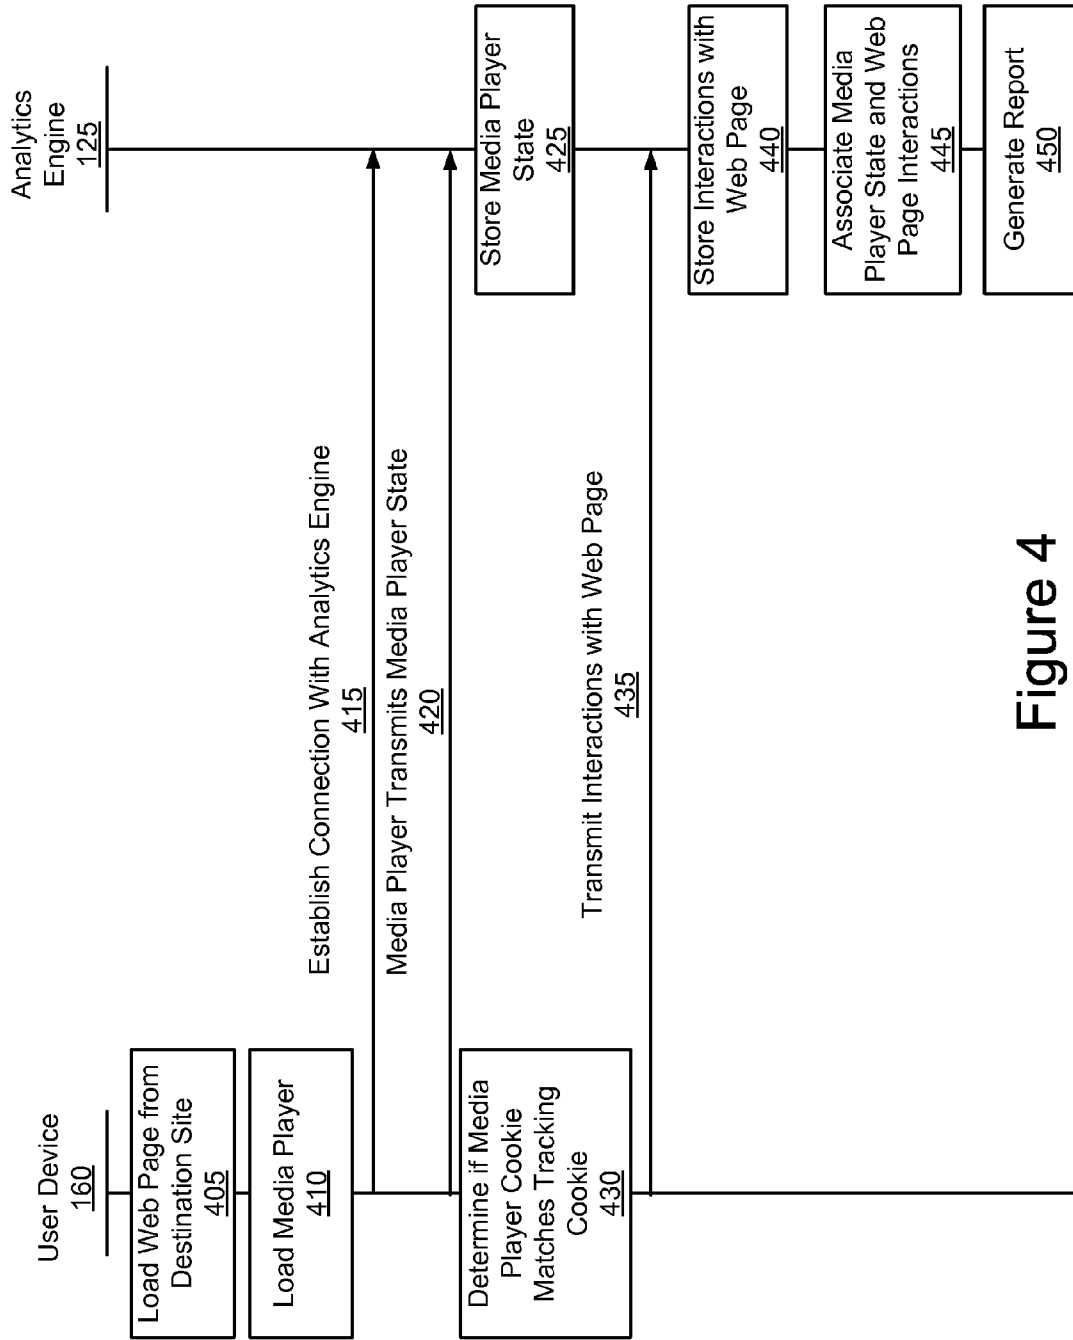 User Device
160
Analytics
Engine
125
Load Web Page from
Destination Site
405
Load Media Player
410
Establish Connection With Analytics Engine
415
Media Player Transmits Media Player State
420
Store Media Player
State
425
Determine if Media
Player Cookie
Matches Tracking
Cookie
430
Transmit Interactions with Web Page
435
Store Interactions with
Web Page
440
Associate Media
Player State and Web
Page Interactions
445
Generate Report
450
Figure 4